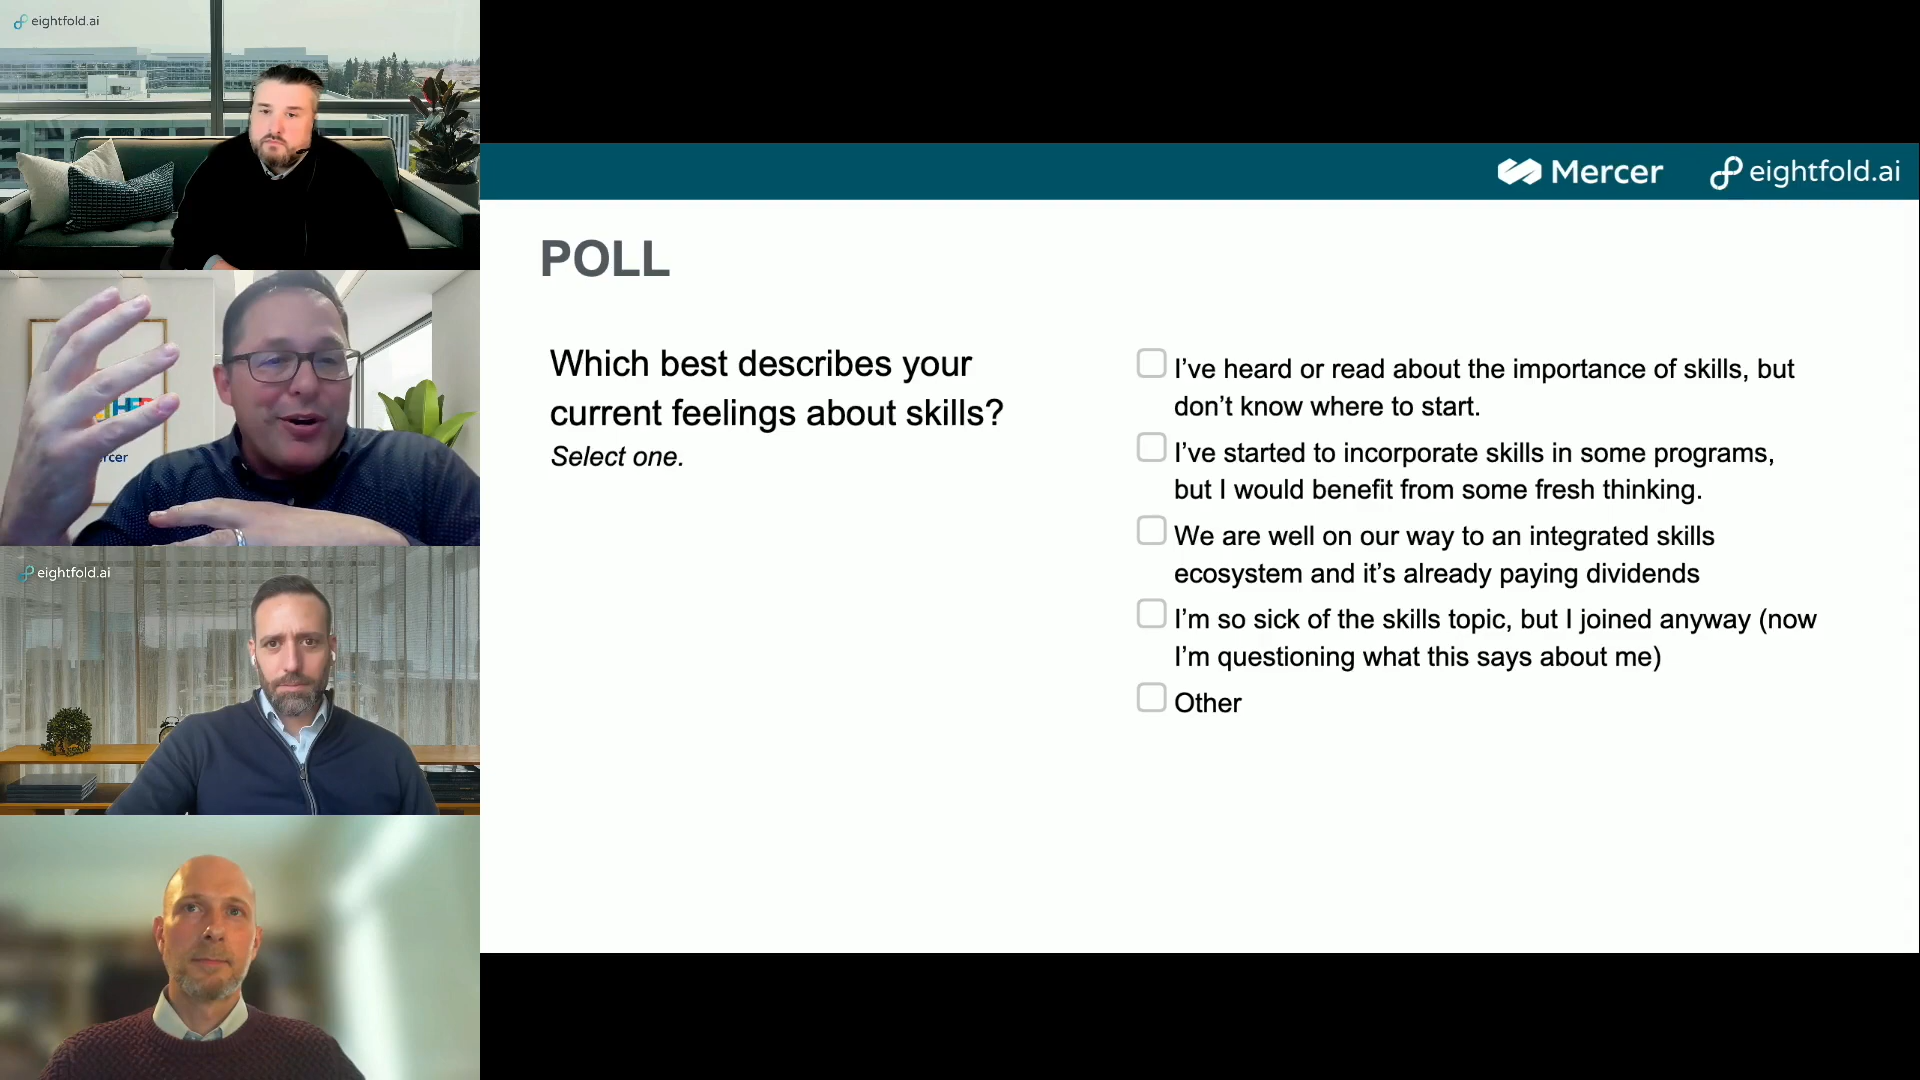 eightfold.ai
rcer
eightfold.ai
Mercer
eightfold.ai
POLL
Which best describes your
current feelings about skills?
Select one.
I’ve heard or read about the importance of skills, but
don’t know where to start.
I’ve started to incorporate skills in some programs,
but I would benefit from some fresh thinking.
We are well on our way to an integrated skills
ecosystem and it’s already paying dividends
I’m so sick of the skills topic, but I joined anyway (now
I’m questioning what this says about me)
Other